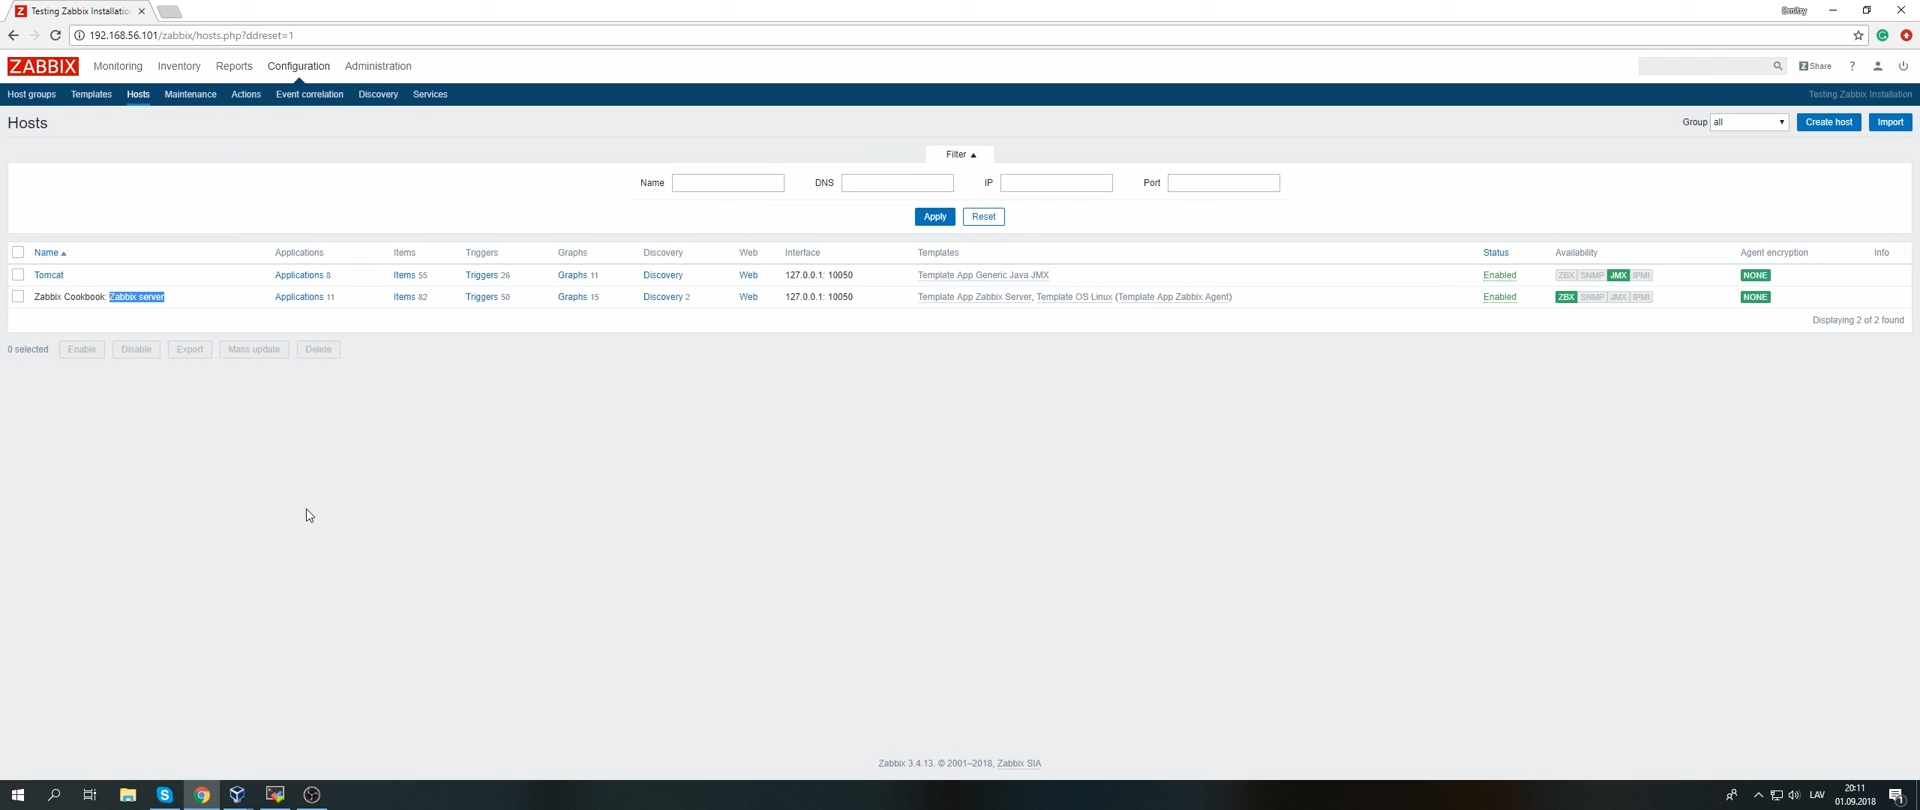 Testing Zabbix Installatio
Dmitry
192.168.56.101/zabbix/hosts.php?ddreset=1
ZABBIX Monitoring Inventory Reports Configuration Administration Z Share ?
Host groups Templates Hosts Maintenance Actions Event correlation Discovery Services Testing Zabbix Installation
Hosts Group all Create host Import
Filter ▲
Name DNS IP Port
Apply Reset
Name ▲ Applications Items Triggers Graphs Discovery Web Interface Templates Status Availability Agent encryption Info
Tomcat Applications 8 Items 55 Triggers 26 Graphs 11 Discovery Web 127.0.0.1: 10050 Template App Generic Java JMX Enabled ZBX SNMP JMX IPMI NONE
Zabbix Cookbook: Zabbix server Applications 11 Items 82 Triggers 50 Graphs 15 Discovery 2 Web 127.0.0.1: 10050 Template App Zabbix Server, Template OS Linux (Template App Zabbix Agent) Enabled ZBX SNMP JMX IPMI NONE
Displaying 2 of 2 found
0 selected Enable Disable Export Mass update Delete
Zabbix 3.4.13. © 2001–2018, Zabbix SIA
LAV
20:11
01.09.2018
1